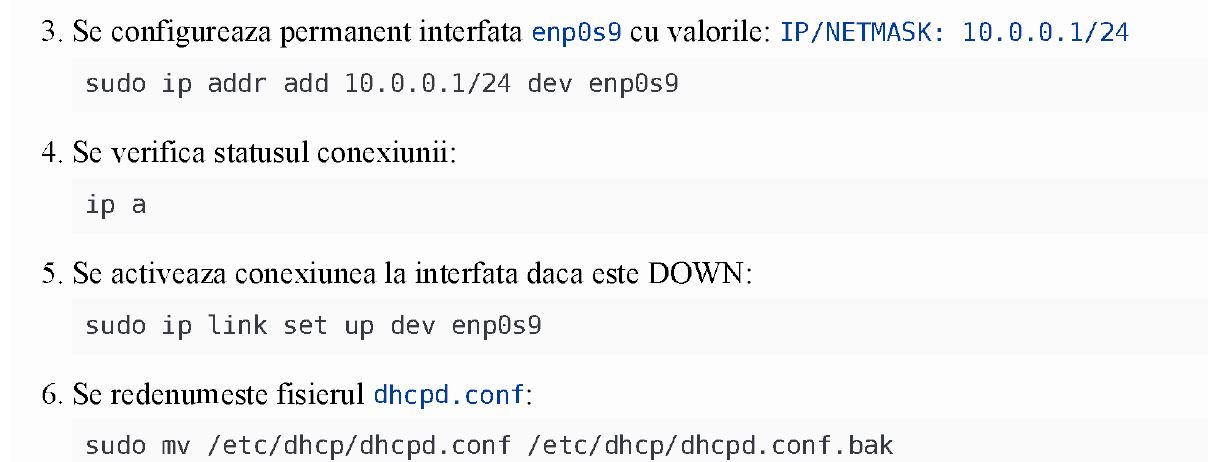 3. Se configureaza permanent interfata enp0s9 cu valorile: IP/NETMASK: 10.0.0.1/24
sudo ip addr add 10.0.0.1/24 dev enp0s9
4. Se verifica statusul conexiunii:
ip a
5. Se activeaza conexiunea la interfata daca este DOWN:
sudo ip link set up dev enp0s9
6. Se redenumeste fisierul dhcpd.conf:
sudo mv /etc/dhcp/dhcpd.conf /etc/dhcp/dhcpd.conf.bak